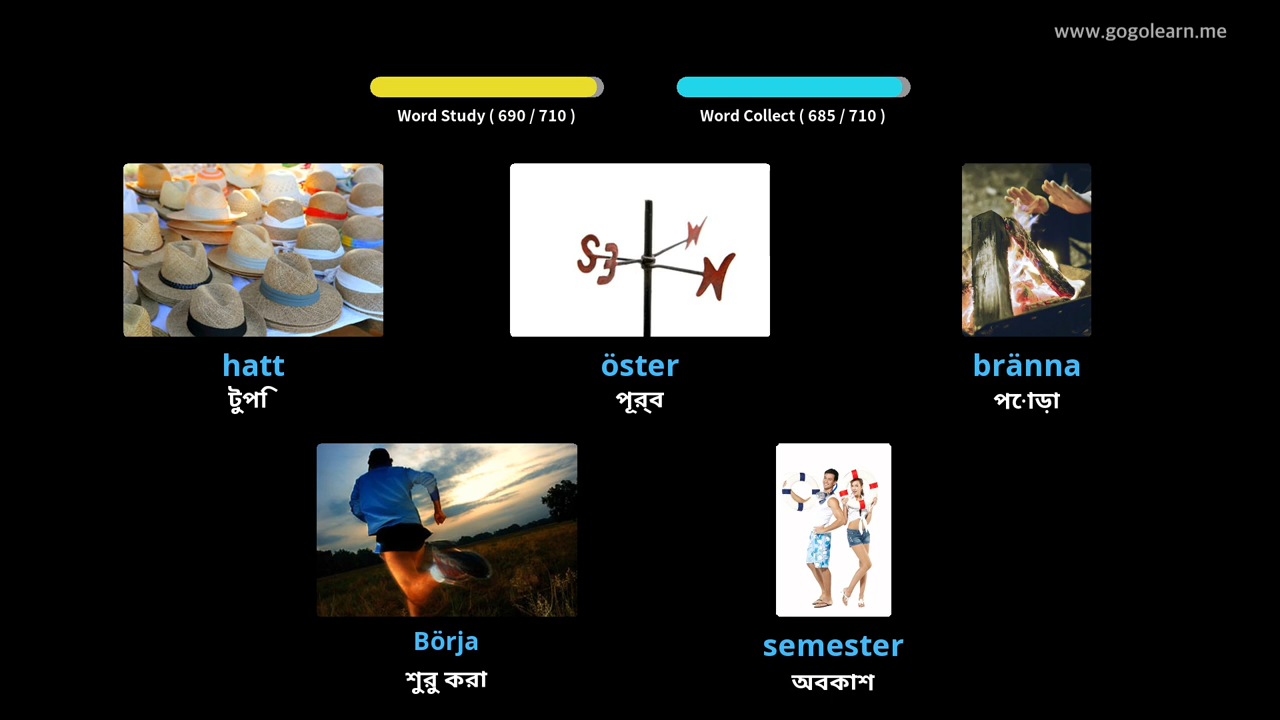 www.gogolearn.me
Word Study ( 690 / 710 )
Word Collect ( 685 / 710 )
S E N N
hatt
টুপি
öster
পূর্ব
bränna
পোড়া
Börja
শুরু করা
semester
অবকাশ